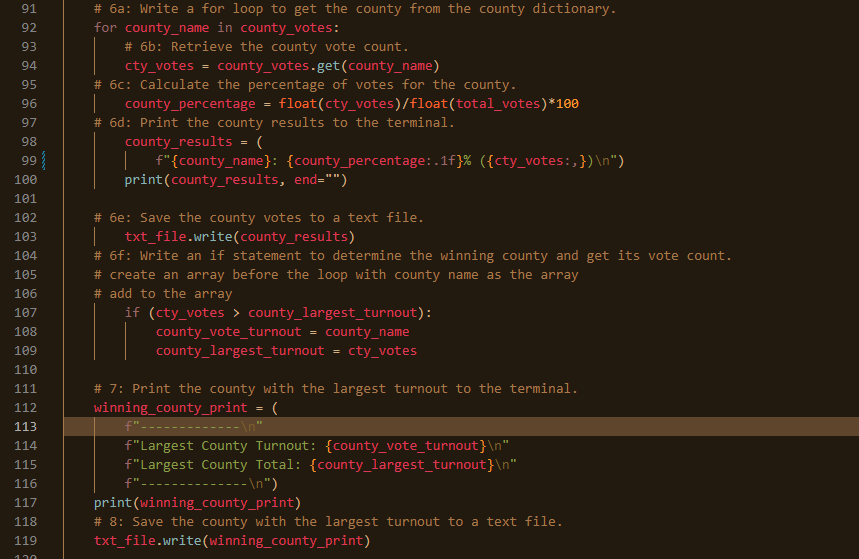 91 # 6a: Write a for loop to get the county from the county dictionary.
92 for county_name in county_votes:
93 # 6b: Retrieve the county vote count.
94 cty_votes = county_votes.get(county_name)
95 # 6c: Calculate the percentage of votes for the county.
96 county_percentage = float(cty_votes)/float(total_votes)*100
97 # 6d: Print the county results to the terminal.
98 county_results = (
99 f"{county_name}: {county_percentage:.1f}% ({cty_votes:,})\n")
100 print(county_results, end="")
101
102 # 6e: Save the county votes to a text file.
103 txt_file.write(county_results)
104 # 6f: Write an if statement to determine the winning county and get its vote count.
105 # create an array before the loop with county name as the array
106 # add to the array
107 if (cty_votes > county_largest_turnout):
108 county_vote_turnout = county_name
109 county_largest_turnout = cty_votes
110
111 # 7: Print the county with the largest turnout to the terminal.
112 winning_county_print = (
113 f"-------------\n"
114 f"Largest County Turnout: {county_vote_turnout}\n"
115 f"Largest County Total: {county_largest_turnout}\n"
116 f"--------------\n")
117 print(winning_county_print)
118 # 8: Save the county with the largest turnout to a text file.
119 txt_file.write(winning_county_print)